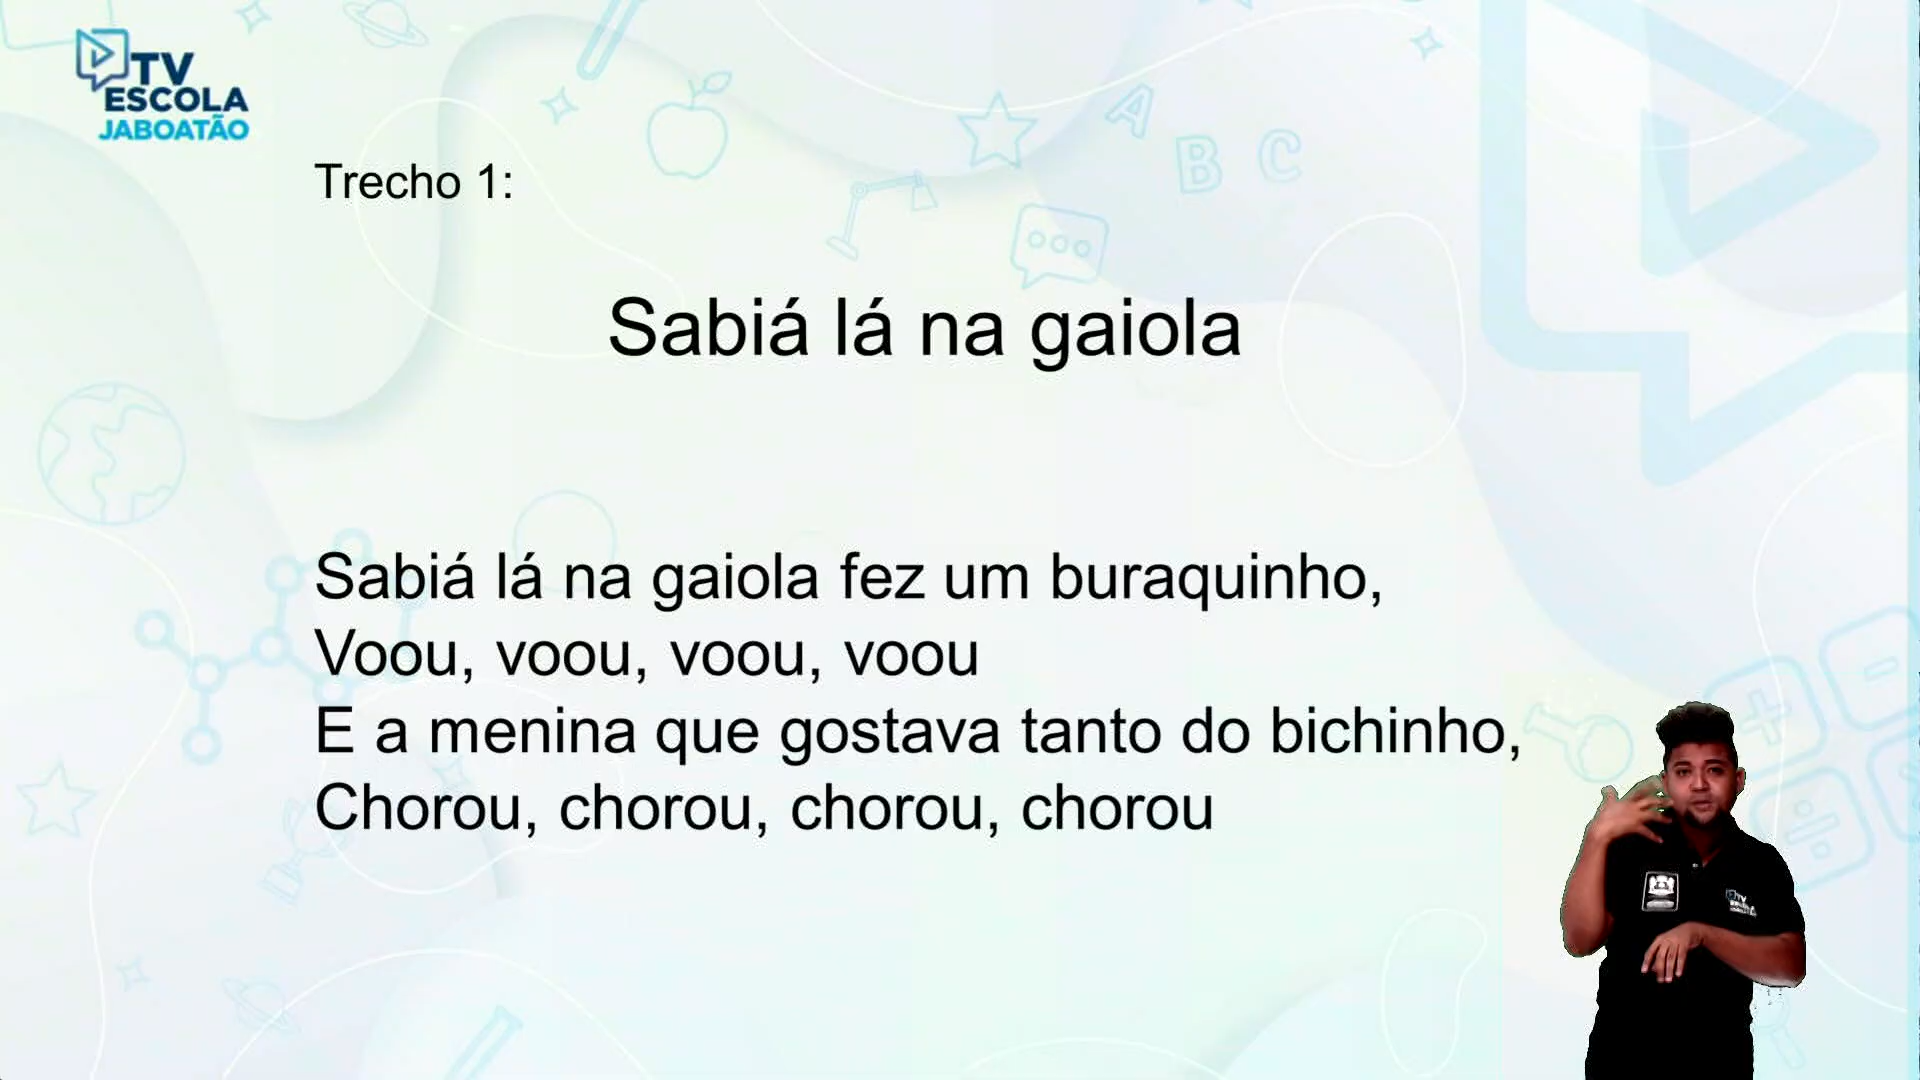 TV
ESCOLA
JABOATÃO
Trecho 1:
A B C
Sabiá lá na gaiola
Sabiá lá na gaiola fez um buraquinho,
Voou, voou, voou, voou
E a menina que gostava tanto do bichinho,
Chorou, chorou, chorou, chorou